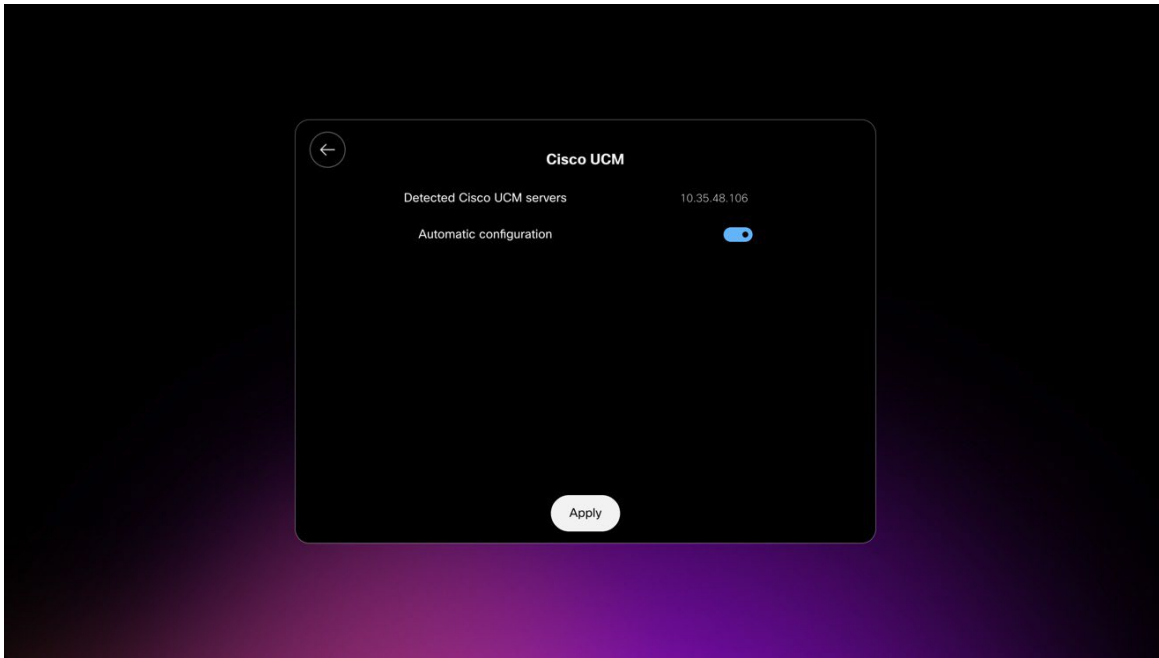 Cisco UCM
Detected Cisco UCM servers 10.35.48.106
Automatic configuration
Apply